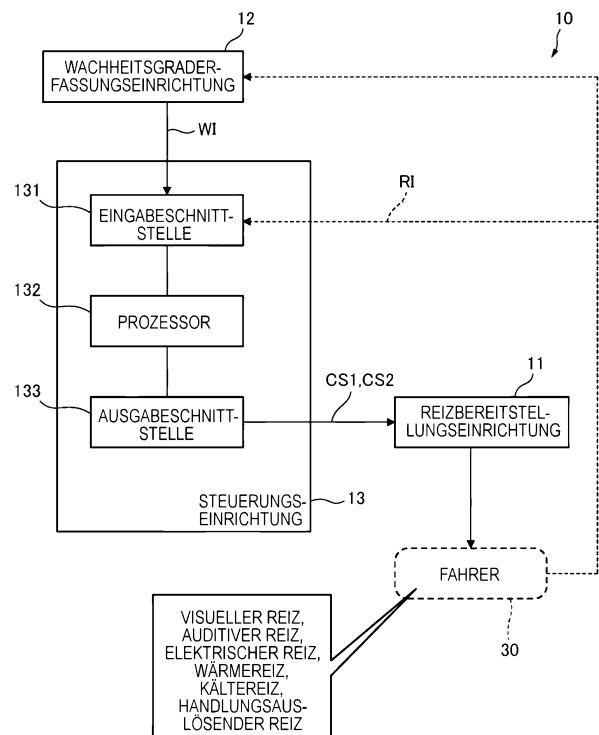 12
10
WACHHEITSGRADER-
FASSUNGSEINRICHTUNG
WI
131
EINGABESCHNITT-
STELLE
RI
132
PROZESSOR
133
AUSGABESCHNITT-
STELLE
CS1,CS2
11
REIZBEREITSTEL-
LUNGSEINRICHTUNG
STEUERUNGS-
EINRICHTUNG
13
FAHRER
30
VISUELLER REIZ,
AUDITIVER REIZ,
ELEKTRISCHER REIZ,
WÄRMEREIZ,
KÄLTEREIZ,
HANDLUNGSAUS-
LÖSENDER REIZ